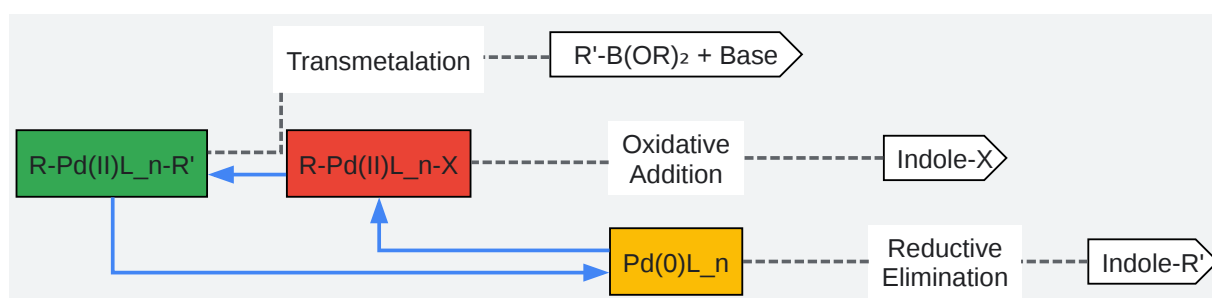 Transmetalation
R'-B(OR)₂ + Base
R-Pd(II)L_n-R'
R-Pd(II)L_n-X
Oxidative
Addition
Indole-X
Pd(0)L_n
Reductive
Elimination
Indole-R'